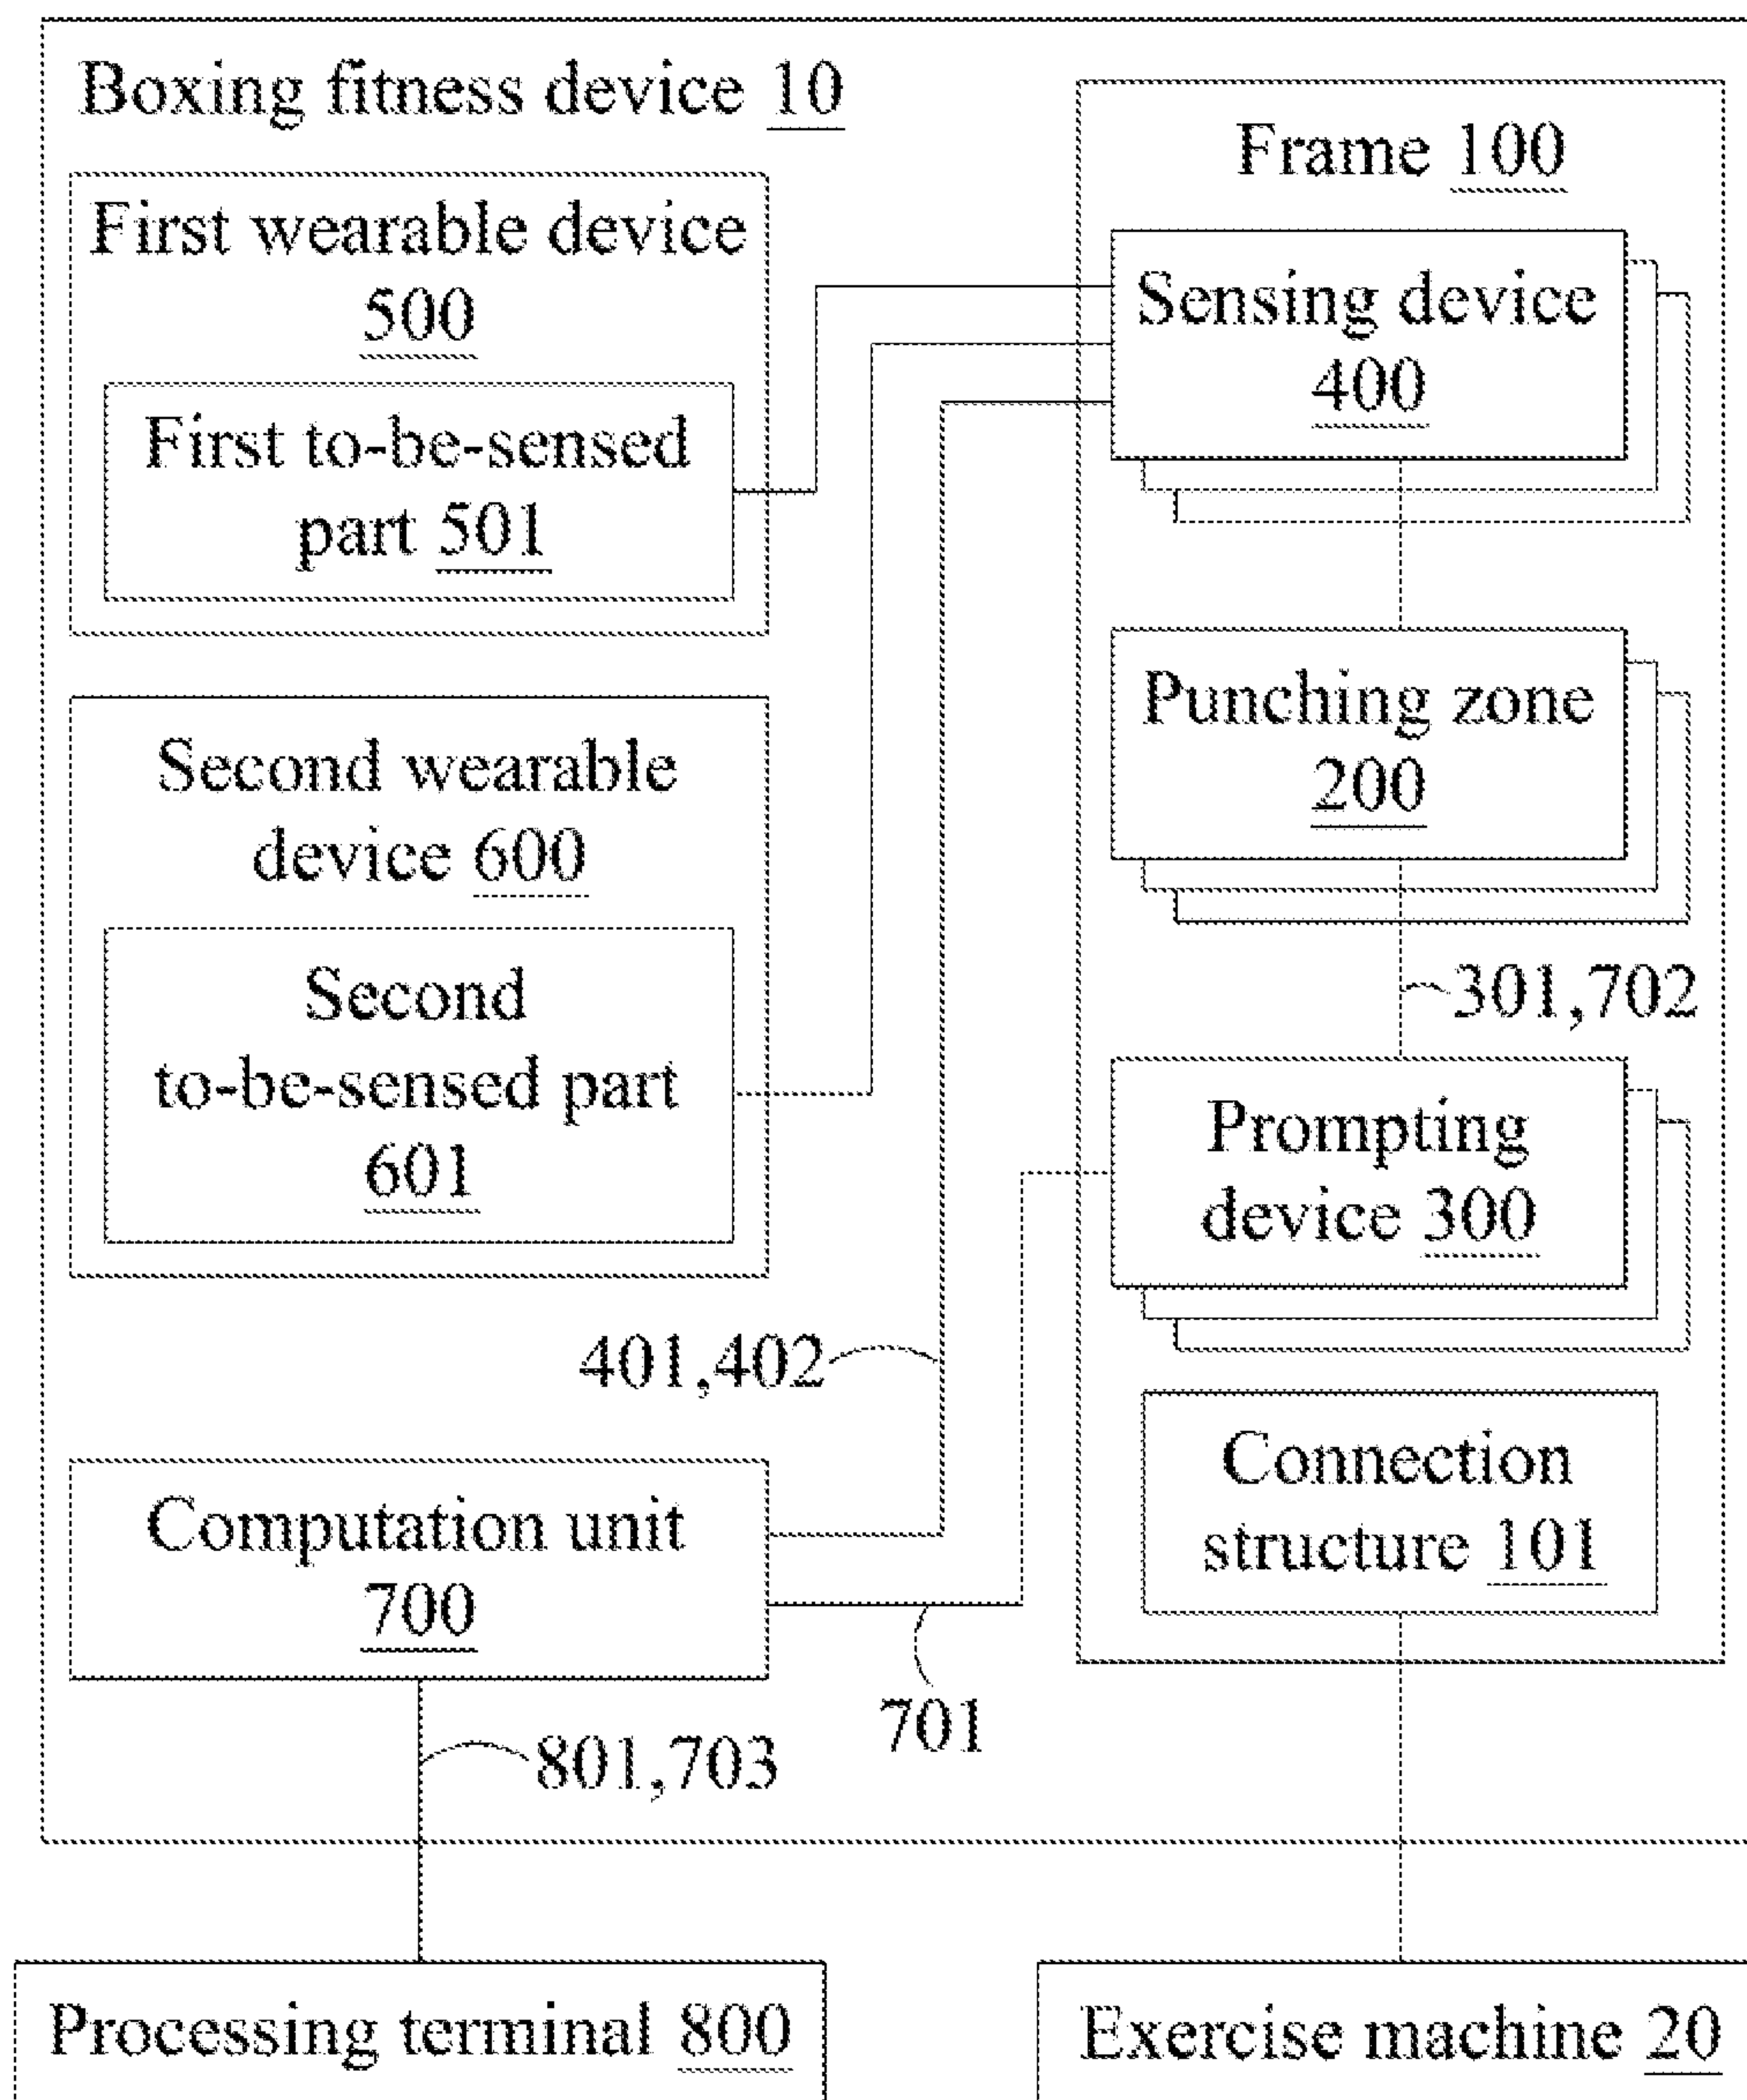 Boxing fitness device 10
First wearable device
500
First to-be-sensed
part 501
Second wearable
device 600
Second
to-be-sensed part
601
Computation unit
700
Frame 100
Sensing device
400
Punching zone
200
301,702
Prompting
device 300
Connection
structure 101
401,402
701
801,703
Processing terminal 800
Exercise machine 20